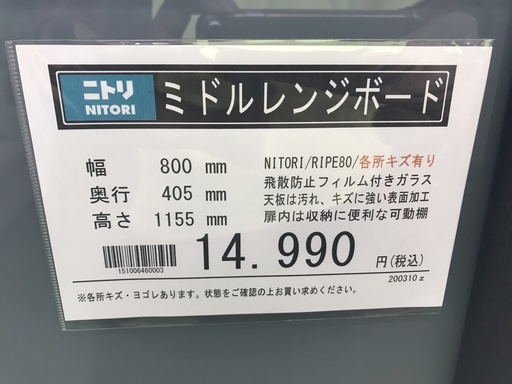 ニトリ
NITORI
ミドルレンジボード
幅 800 mm
奥行 405 mm
高さ 1155 mm
NITORI/RIPE80/各所キズ有り
飛散防止フィルム付きガラス
天板は汚れ、キズに強い表面加工
扉内は収納に便利な可動棚
151006460003
14.990 円(税込)
200310z
※各所キズ・ヨゴレあります。状態をご確認の上お買い求めください。